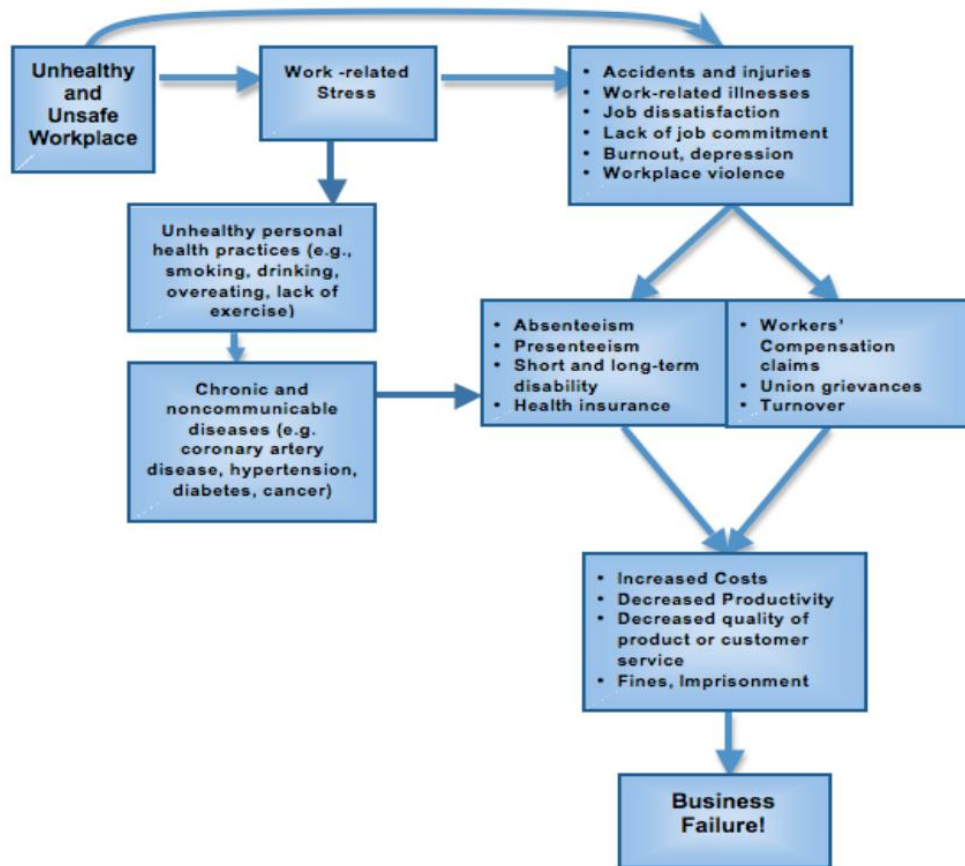 Unhealthy
and
Unsafe
Workplace
Work -related
Stress
• Accidents and injuries
• Work-related illnesses
• Job dissatisfaction
• Lack of job commitment
• Burnout, depression
• Workplace violence
Unhealthy personal
health practices (e.g.,
smoking, drinking,
overeating, lack of
exercise)
• Absenteeism
• Presenteeism
• Short and long-term
disability
• Health insurance
• Workers'
Compensation
claims
• Union grievances
• Turnover
Chronic and
noncommunicable
diseases (e.g.
coronary artery
disease, hypertension,
diabetes, cancer)
• Increased Costs
• Decreased Productivity
• Decreased quality of
product or customer
service
• Fines, Imprisonment
Business
Failure!